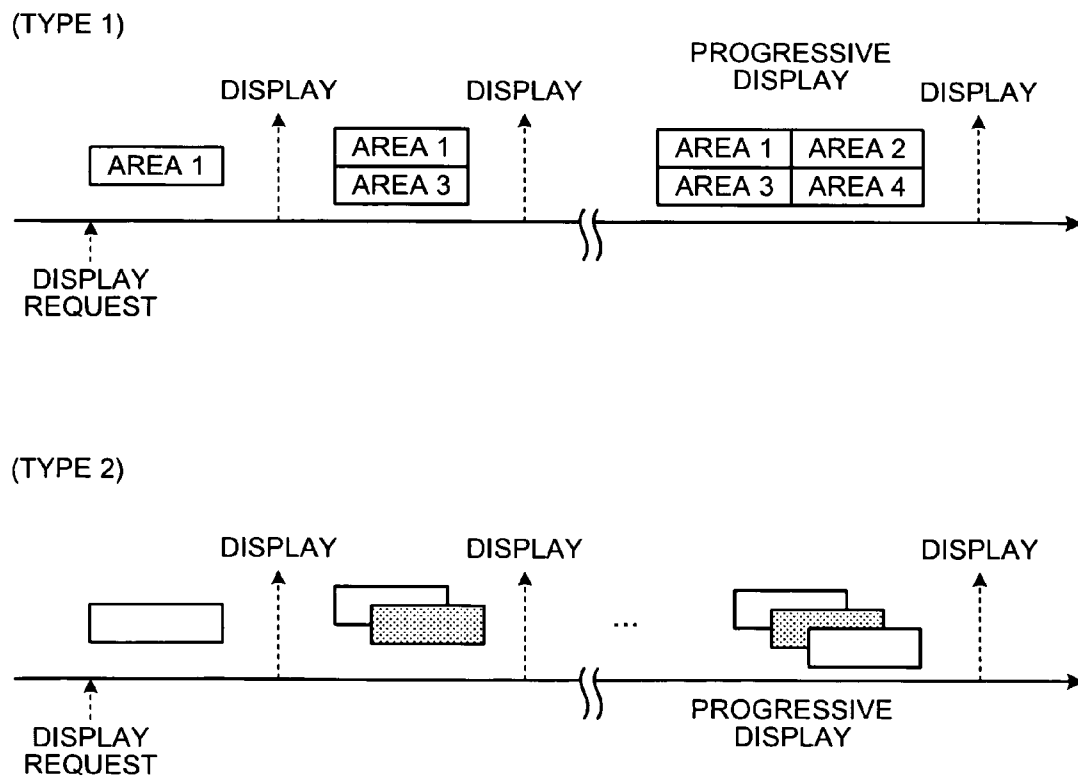 (TYPE 1)
PROGRESSIVE
DISPLAY
DISPLAY
DISPLAY
DISPLAY
AREA 1
AREA 1
AREA 3
AREA 1
AREA 2
AREA 3
AREA 4
DISPLAY
REQUEST
(TYPE 2)
DISPLAY
DISPLAY
DISPLAY
...
DISPLAY
REQUEST
PROGRESSIVE
DISPLAY